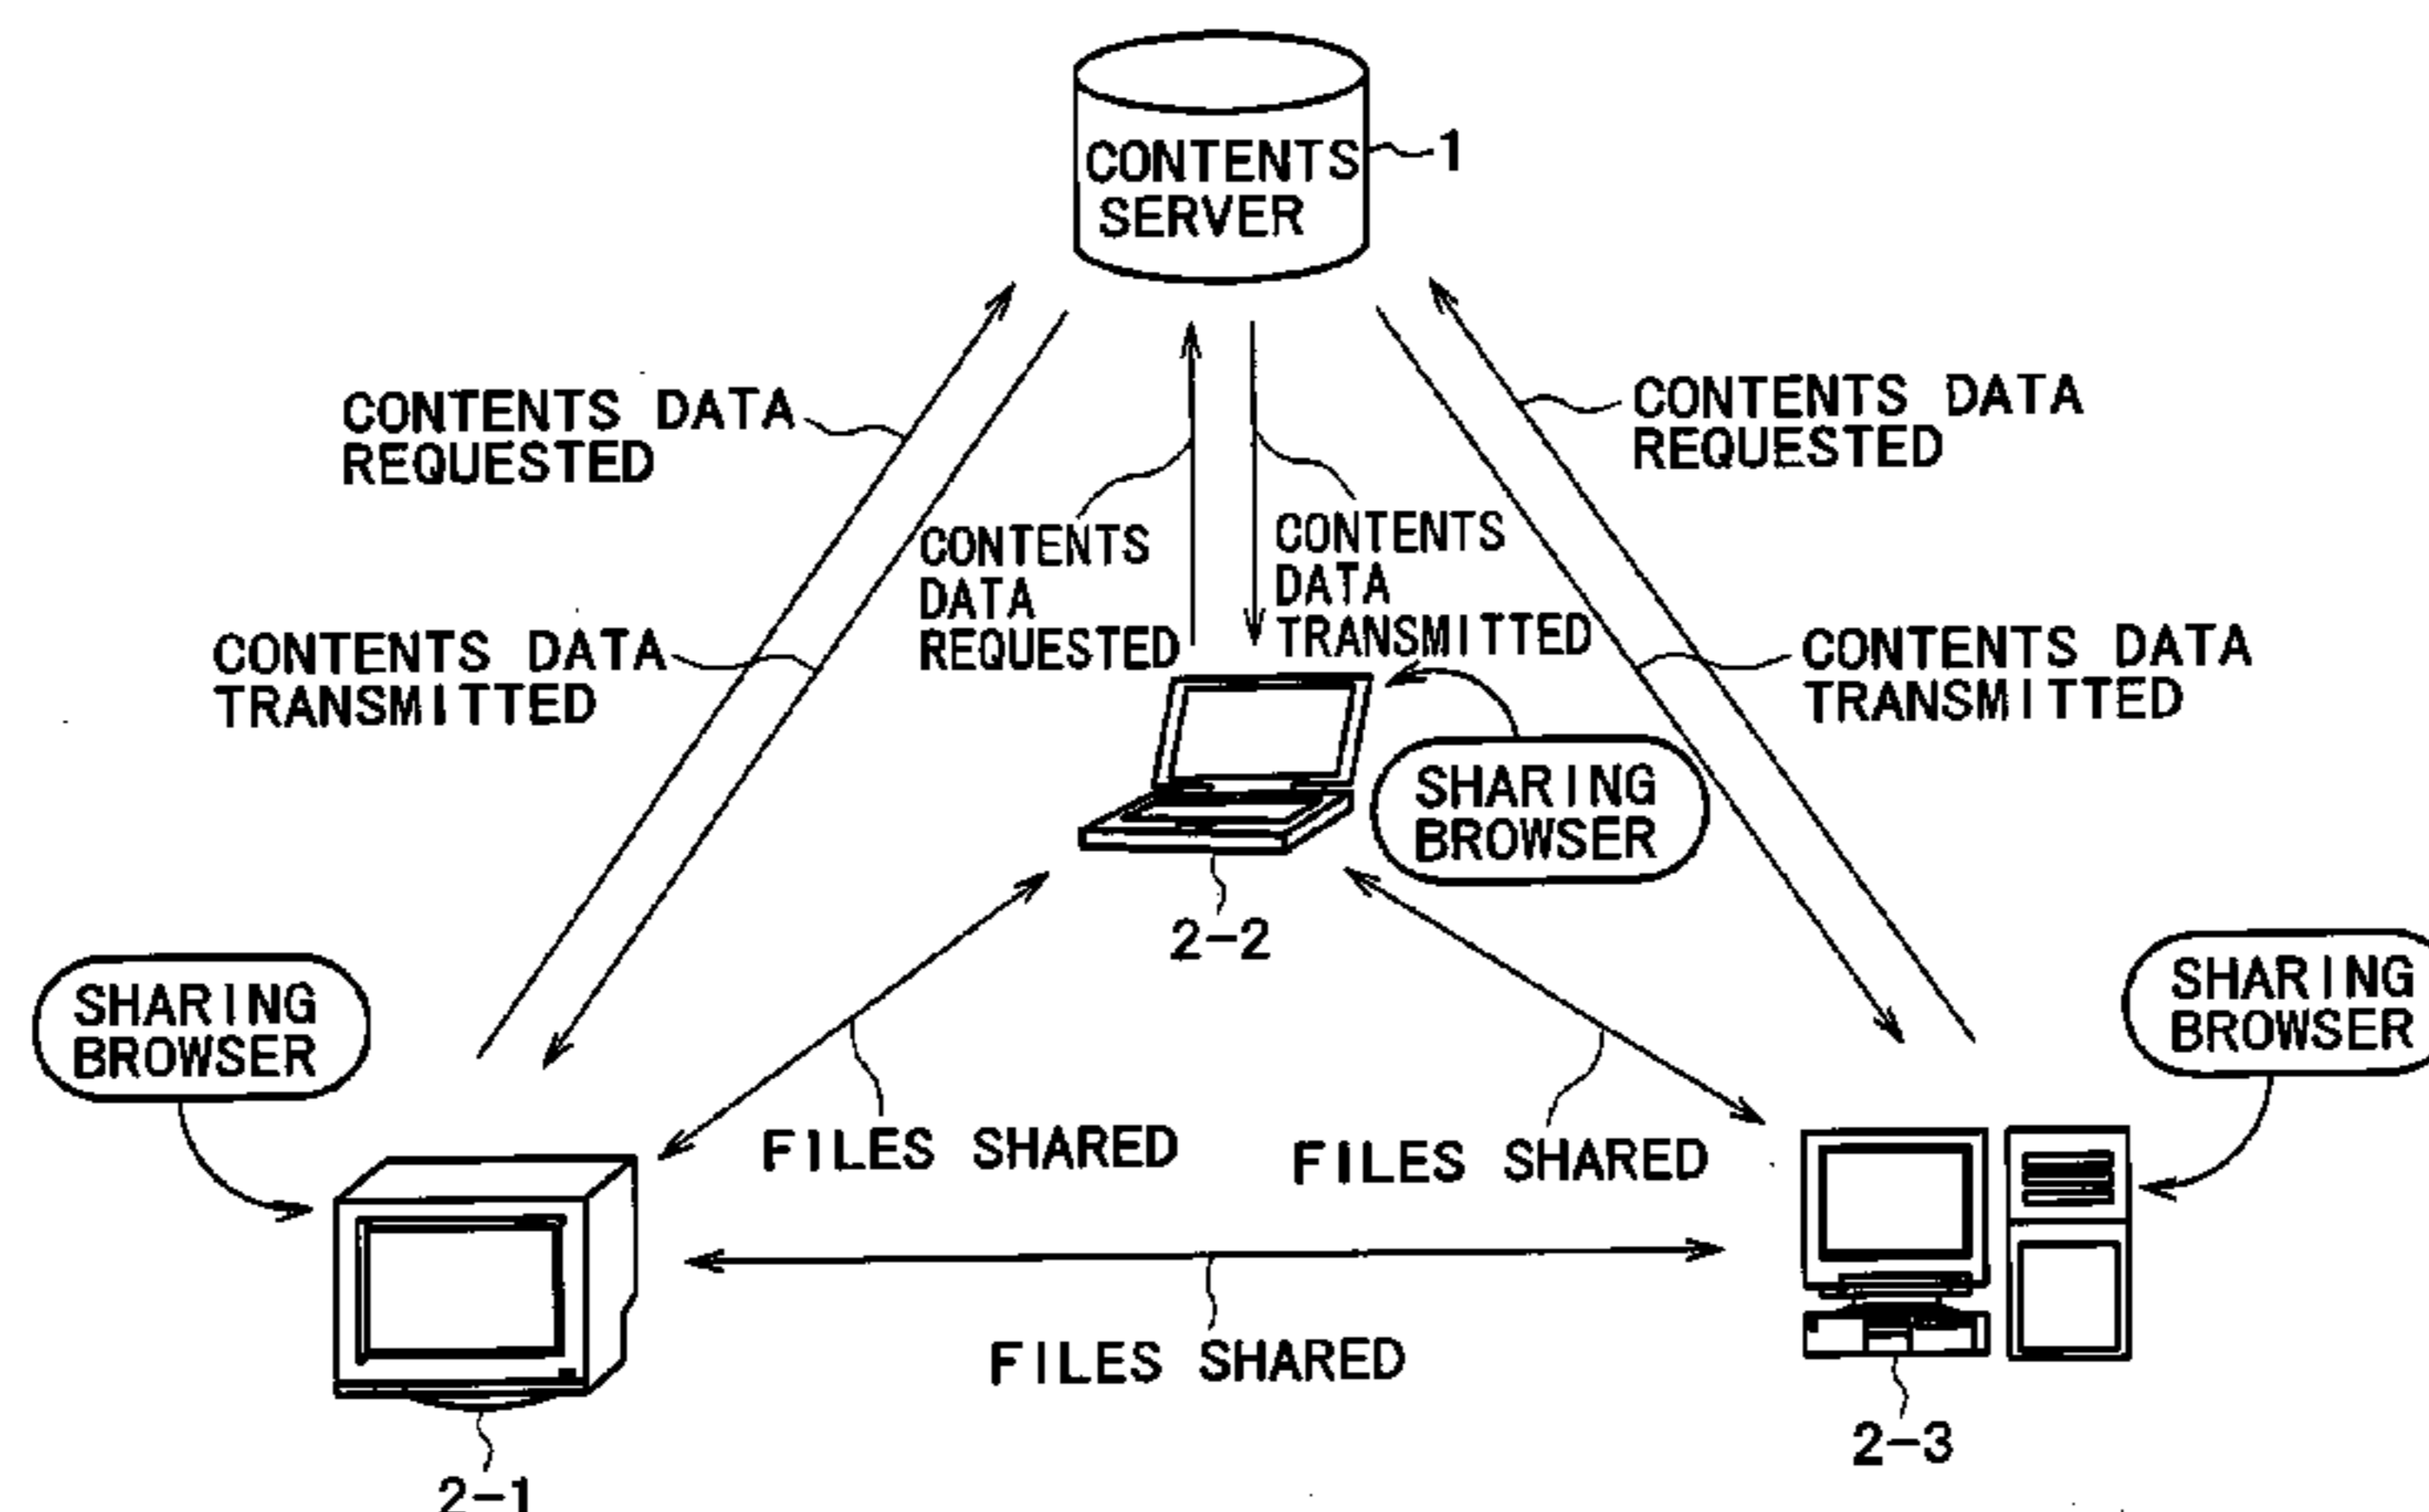 CONTENTS
SERVER
1
CONTENTS DATA
REQUESTED
CONTENTS DATA
REQUESTED
CONTENTS
DATA
REQUESTED
CONTENTS
DATA
TRANSMITTED
CONTENTS DATA
TRANSMITTED
CONTENTS DATA
TRANSMITTED
SHARING
BROWSER
2-2
SHARING
BROWSER
SHARING
BROWSER
FILES SHARED
FILES SHARED
FILES SHARED
2-1
2-3